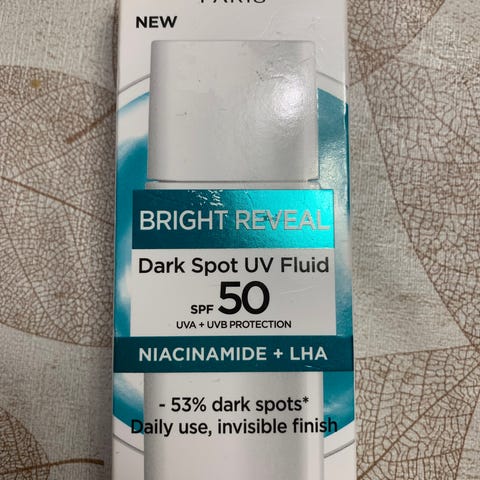 PARIS
NEW
BRIGHT REVEAL
Dark Spot UV Fluid
SPF 50
UVA + UVB PROTECTION
NIACINAMIDE + LHA
- 53% dark spots*
Daily use, invisible finish